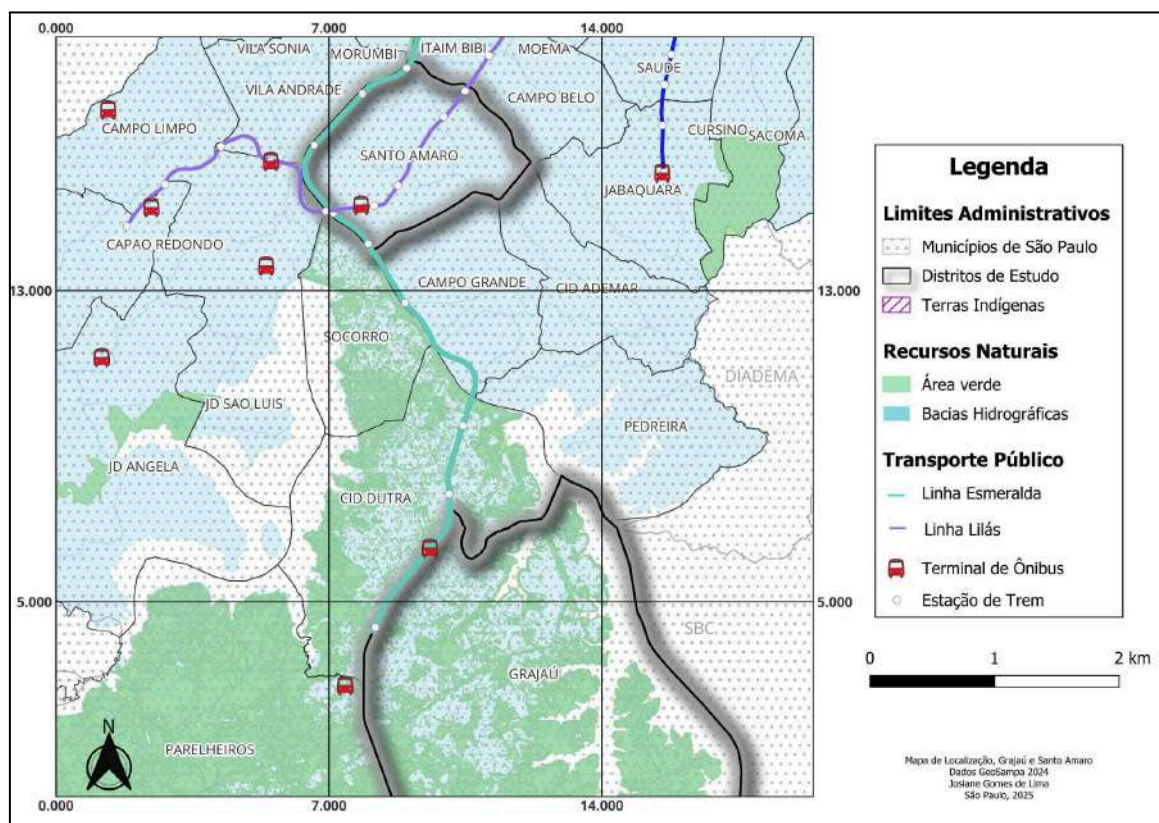 0.000
7.000
14.000
VILA SONIA
MORUMBI
ITAIM BIBI
MOEMA
SAUDE
VILA ANDRADE
CAMPO BELO
CAMPO LIMPO
CURSINO
SACOMA
SANTO AMARO
JABAQUARA
CAPAO REDONDO
CAMPO GRANDE
CID ADEMAR
13.000
13.000
SOCORRO
DIADEMA
JD SAO LUIS
PEDREIRA
JD ANGELA
CID DUTRA
5.000
5.000
SBC
GRAJAÚ
PARELHEIROS
N
0.000
7.000
14.000
Legenda
Limites Administrativos
Municípios de São Paulo
Distritos de Estudo
Terras Indígenas
Recursos Naturais
Área verde
Bacias Hidrográficas
Transporte Público
Linha Esmeralda
Linha Lilás
Terminal de Ônibus
Estação de Trem
0 1 2 km
Mapa de Localização, Grajaú e Santo Amaro
Dados GeoSampa 2024
Josiane Gomes de Lima
São Paulo, 2025